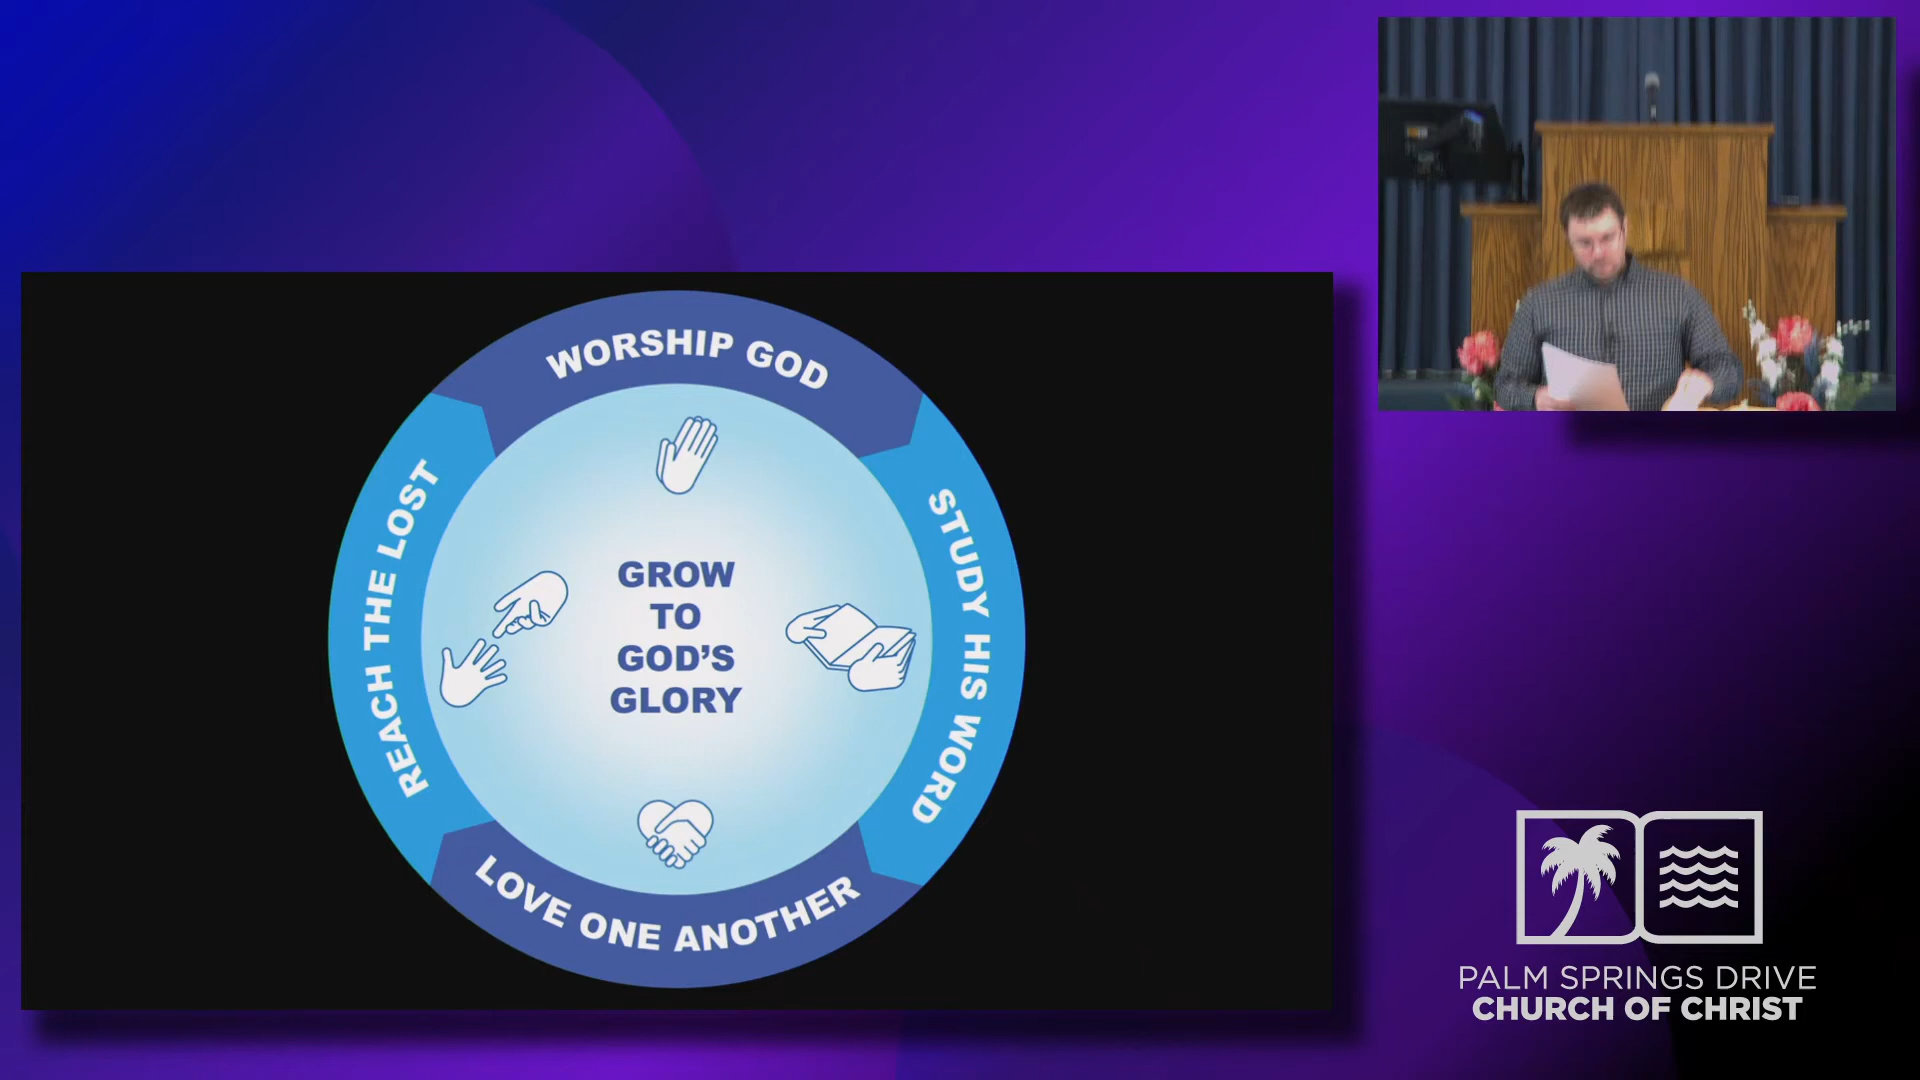 WORSHIP GOD
STUDY HIS WORD
LOVE ONE ANOTHER
REACH THE LOST
GROW
TO
GOD'S
GLORY
PALM SPRINGS DRIVE
CHURCH OF CHRIST